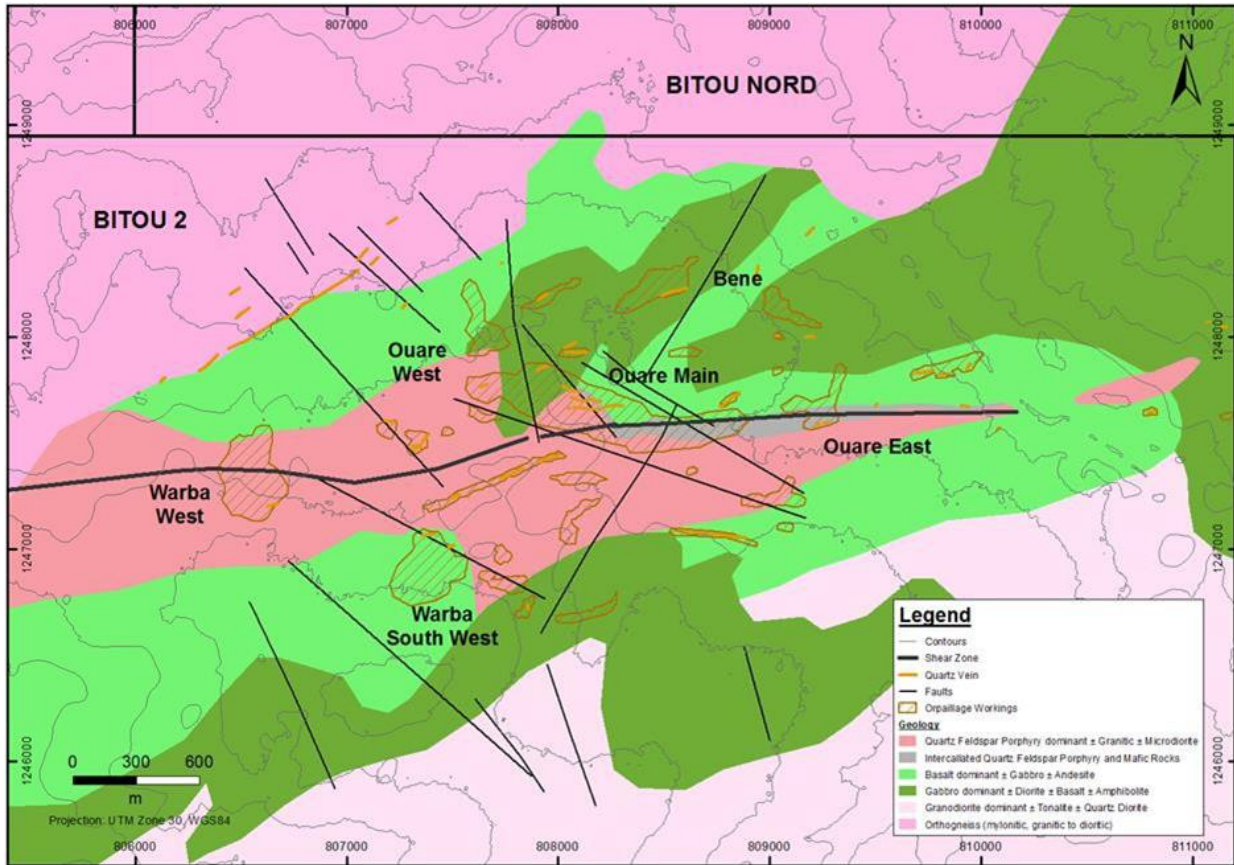 806000 807000 808000 809000 810000 811000
N
BITOU NORD
1249000
1249000
BITOU 2
Bene
1248000
1248000
Ouare
West
Ouare Main
Ouare East
Warba
West
1247000
1247000
Warba
South West
Legend
Contours
Shear Zone
Quartz Vein
Faults
Orpaillage Workings
Geology
Quartz Feldspar Porphyry dominant ± Granitic ± Microdiorite
Intercallated Quartz Feldspar Porphyry and Mafic Rocks
Basalt dominant ± Gabbro ± Andesite
Gabbro dominant ± Diorite ± Basalt ± Amphibolite
Granodiorite dominant ± Tonalite ± Quartz Diorite
Orthogneiss (mylonitic, granitic to dioritic)
1246000
1246000
0 300 600
m
Projection: UTM Zone 30, WGS84
806000 807000 808000 809000 810000 811000